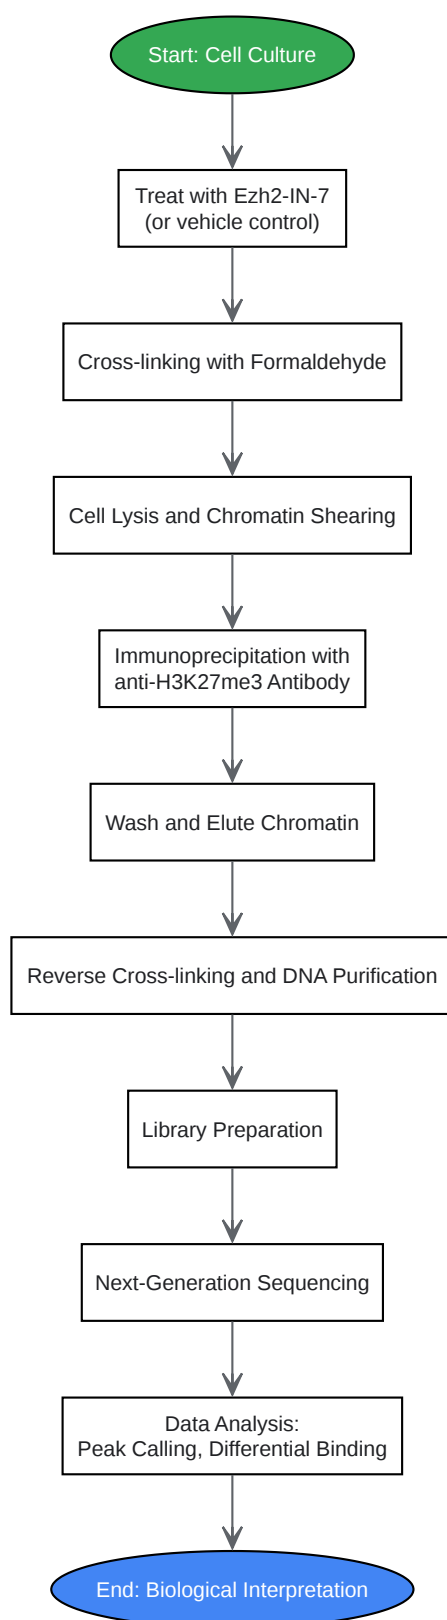 Start: Cell Culture
Treat with Ezh2-IN-7
(or vehicle control)
Cross-linking with Formaldehyde
Cell Lysis and Chromatin Shearing
Immunoprecipitation with
anti-H3K27me3 Antibody
Wash and Elute Chromatin
Reverse Cross-linking and DNA Purification
Library Preparation
Next-Generation Sequencing
Data Analysis:
Peak Calling, Differential Binding
End: Biological Interpretation